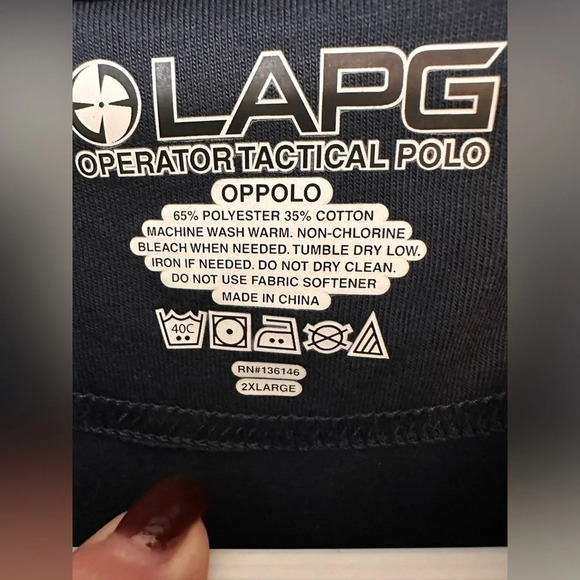 LAPG
OPERATOR TACTICAL POLO
OPPOLO
65% POLYESTER 35% COTTON
MACHINE WASH WARM. NON-CHLORINE
BLEACH WHEN NEEDED. TUMBLE DRY LOW.
IRON IF NEEDED. DO NOT DRY CLEAN.
DO NOT USE FABRIC SOFTENER
MADE IN CHINA
40C
RN#136146
2XLARGE